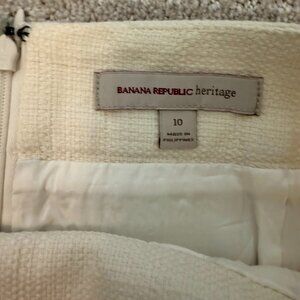 BANANA REPUBLIC heritage
10
MADE IN
PHILIPPINES